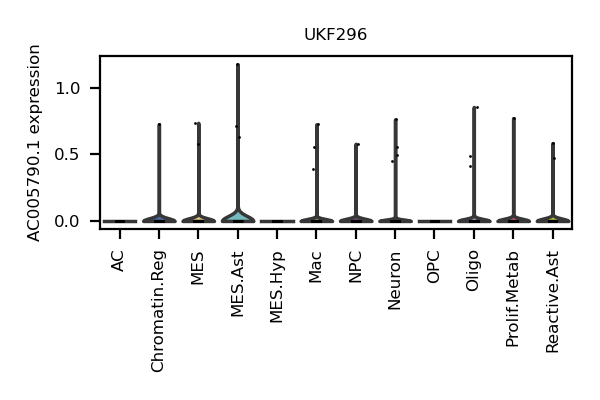 UKF296
AC005790.1 expression
1.0
0.5
0.0
AC
Chromatin.Reg
MES
MES.Ast
MES.Hyp
Mac
NPC
Neuron
OPC
Oligo
Prolif.Metab
Reactive.Ast